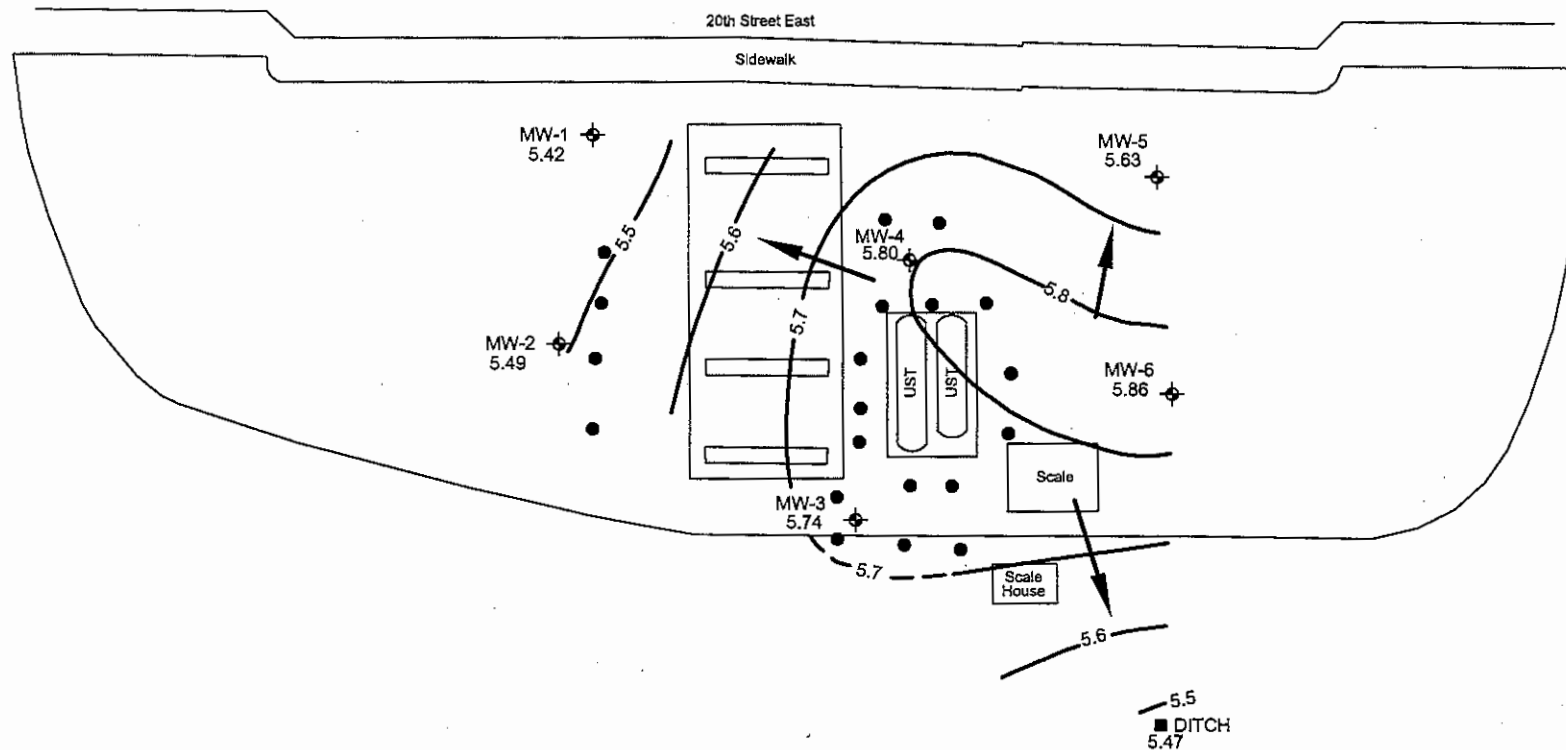 20th Street East
Sidewalk
MW-1
5.42
MW-5
5.63
5.5
5.6
MW-4
5.80
5.8
5.7
MW-2
5.49
UST
UST
MW-6
5.86
Scale
MW-3
5.74
5.7
Scale
House
5.6
5.5
DITCH
5.47